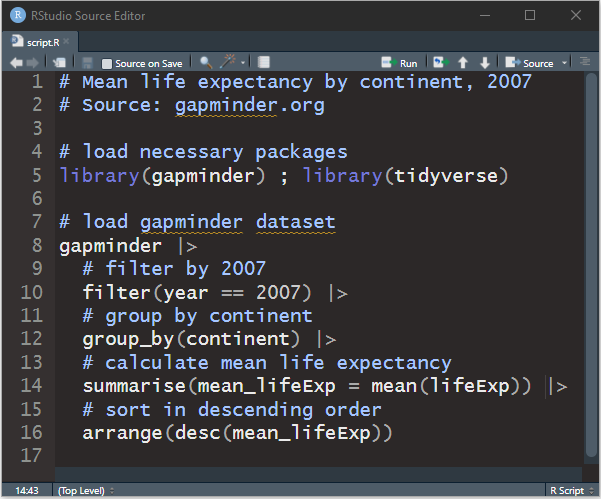 RStudio Source Editor
script.R
Source on Save
Run
Source
1 # Mean life expectancy by continent, 2007
2 # Source: gapminder.org
3
4 # load necessary packages
5 library(gapminder) ; library(tidyverse)
6
7 # load gapminder dataset
8 gapminder |>
9   # filter by 2007
10   filter(year == 2007) |>
11   # group by continent
12   group_by(continent) |>
13   # calculate mean life expectancy
14   summarise(mean_lifeExp = mean(lifeExp)) |>
15   # sort in descending order
16   arrange(desc(mean_lifeExp))
17
14:43 (Top Level) R Script